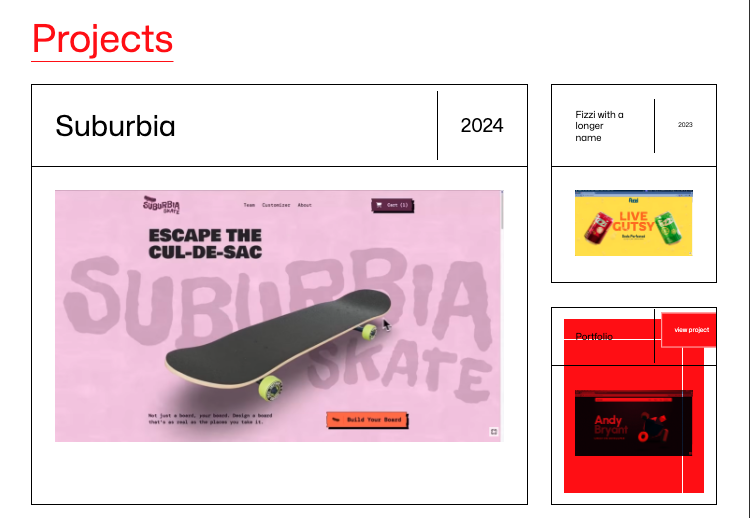 Projects
Suburbia
2024
SUBURBIA
SKATE
Team Customizer About
Cart (1)
ESCAPE THE
CUL-DE-SAC
SUBURBIA
SKATE
Not just a board, your board. Design a board
that's as real as the places you take it.
Build Your Board
Fizzi with a
longer
name
2023
Fizzi
LIVE
GUTSY
Portfolio
view project
Andy
Bryant